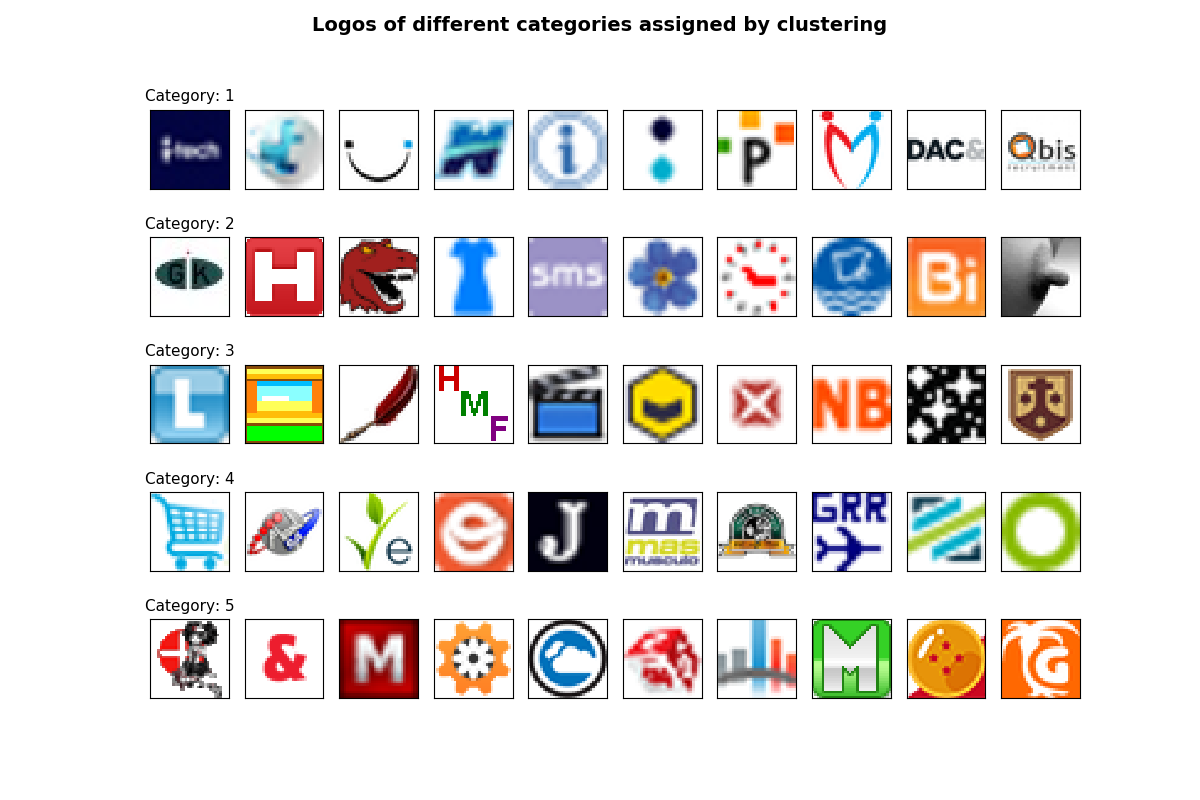 Logos of different categories assigned by clustering
Category: 1
i tech
i
P
DAC&
Qbis
recruitment
Category: 2
GK
H
sms
Bi
Category: 3
L
H
M
F
NB
Category: 4
e
e
J
m
mas
musculo
GRR
Category: 5
&
M
M
G